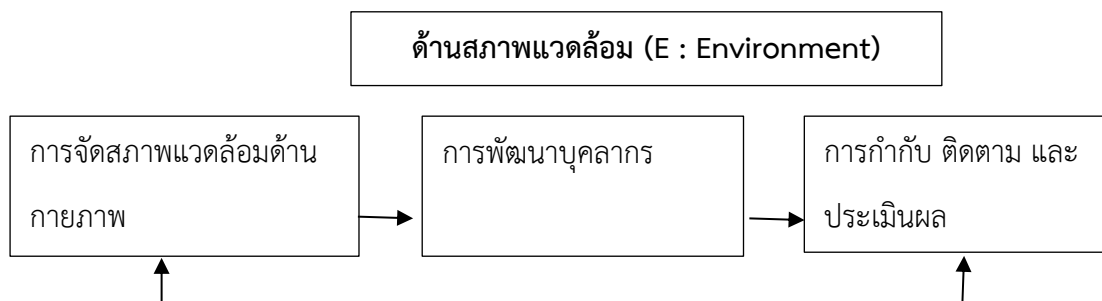 ด้านสภาพแวดล้อม (E : Environment)
การจัดสภาพแวดล้อมด้าน
กายภาพ
การพัฒนาบุคลากร
การกำกับ ติดตาม และ
ประเมินผล